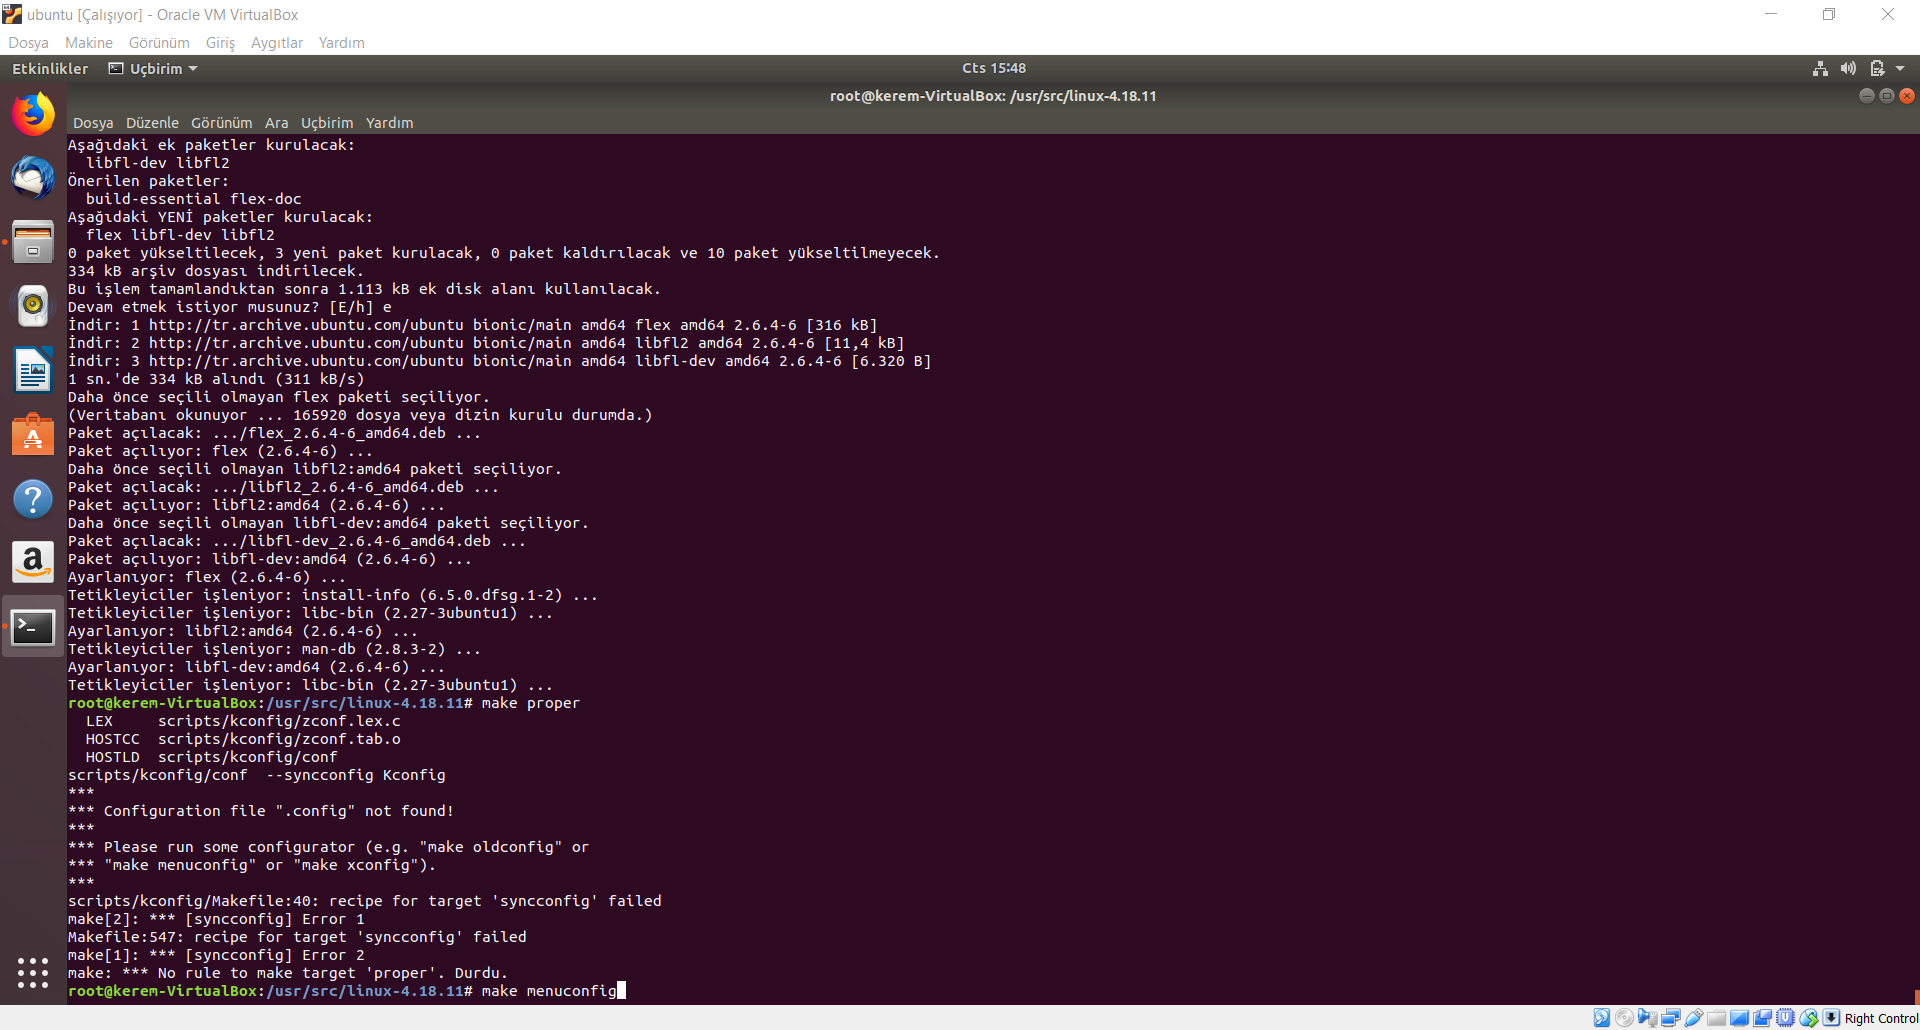 ubuntu [Çalışıyor] - Oracle VM VirtualBox
Dosya Makine Görünüm Giriş Aygıtlar Yardım
Etkinlikler Uçbirim Cts 15:48
root@kerem-VirtualBox: /usr/src/linux-4.18.11
Dosya Düzenle Görünüm Ara Uçbirim Yardım
Aşağıdaki ek paketler kurulacak:
  libfl-dev libfl2
Önerilen paketler:
  build-essential flex-doc
Aşağıdaki YENİ paketler kurulacak:
  flex libfl-dev libfl2
0 paket yükseltilecek, 3 yeni paket kurulacak, 0 paket kaldırılacak ve 10 paket yükseltilmeyecek.
334 kB arşiv dosyası indirilecek.
Bu işlem tamamlandıktan sonra 1.113 kB ek disk alanı kullanılacak.
Devam etmek istiyor musunuz? [E/h] e
İndir: 1 http://tr.archive.ubuntu.com/ubuntu bionic/main amd64 flex amd64 2.6.4-6 [316 kB]
İndir: 2 http://tr.archive.ubuntu.com/ubuntu bionic/main amd64 libfl2 amd64 2.6.4-6 [11,4 kB]
İndir: 3 http://tr.archive.ubuntu.com/ubuntu bionic/main amd64 libfl-dev amd64 2.6.4-6 [6.320 B]
1 sn.'de 334 kB alındı (311 kB/s)
Daha önce seçili olmayan flex paketi seçiliyor.
(Veritabanı okunuyor ... 165920 dosya veya dizin kurulu durumda.)
Paket açılacak: .../flex_2.6.4-6_amd64.deb ...
Paket açılıyor: flex (2.6.4-6) ...
Daha önce seçili olmayan libfl2:amd64 paketi seçiliyor.
Paket açılacak: .../libfl2_2.6.4-6_amd64.deb ...
Paket açılıyor: libfl2:amd64 (2.6.4-6) ...
Daha önce seçili olmayan libfl-dev:amd64 paketi seçiliyor.
Paket açılacak: .../libfl-dev_2.6.4-6_amd64.deb ...
Paket açılıyor: libfl-dev:amd64 (2.6.4-6) ...
Ayarlanıyor: flex (2.6.4-6) ...
Tetikleyiciler işleniyor: install-info (6.5.0.dfsg.1-2) ...
Tetikleyiciler işleniyor: libc-bin (2.27-3ubuntu1) ...
Ayarlanıyor: libfl2:amd64 (2.6.4-6) ...
Tetikleyiciler işleniyor: man-db (2.8.3-2) ...
Ayarlanıyor: libfl-dev:amd64 (2.6.4-6) ...
Tetikleyiciler işleniyor: libc-bin (2.27-3ubuntu1) ...
root@kerem-VirtualBox:/usr/src/linux-4.18.11# make proper
  LEX     scripts/kconfig/zconf.lex.c
  HOSTCC  scripts/kconfig/zconf.tab.o
  HOSTLD  scripts/kconfig/conf
scripts/kconfig/conf  --syncconfig Kconfig
***
*** Configuration file ".config" not found!
***
*** Please run some configurator (e.g. "make oldconfig" or
*** "make menuconfig" or "make xconfig").
***
scripts/kconfig/Makefile:40: recipe for target 'syncconfig' failed
make[2]: *** [syncconfig] Error 1
Makefile:547: recipe for target 'syncconfig' failed
make[1]: *** [syncconfig] Error 2
make: *** No rule to make target 'proper'. Durdu.
root@kerem-VirtualBox:/usr/src/linux-4.18.11# make menuconfig
Right Control